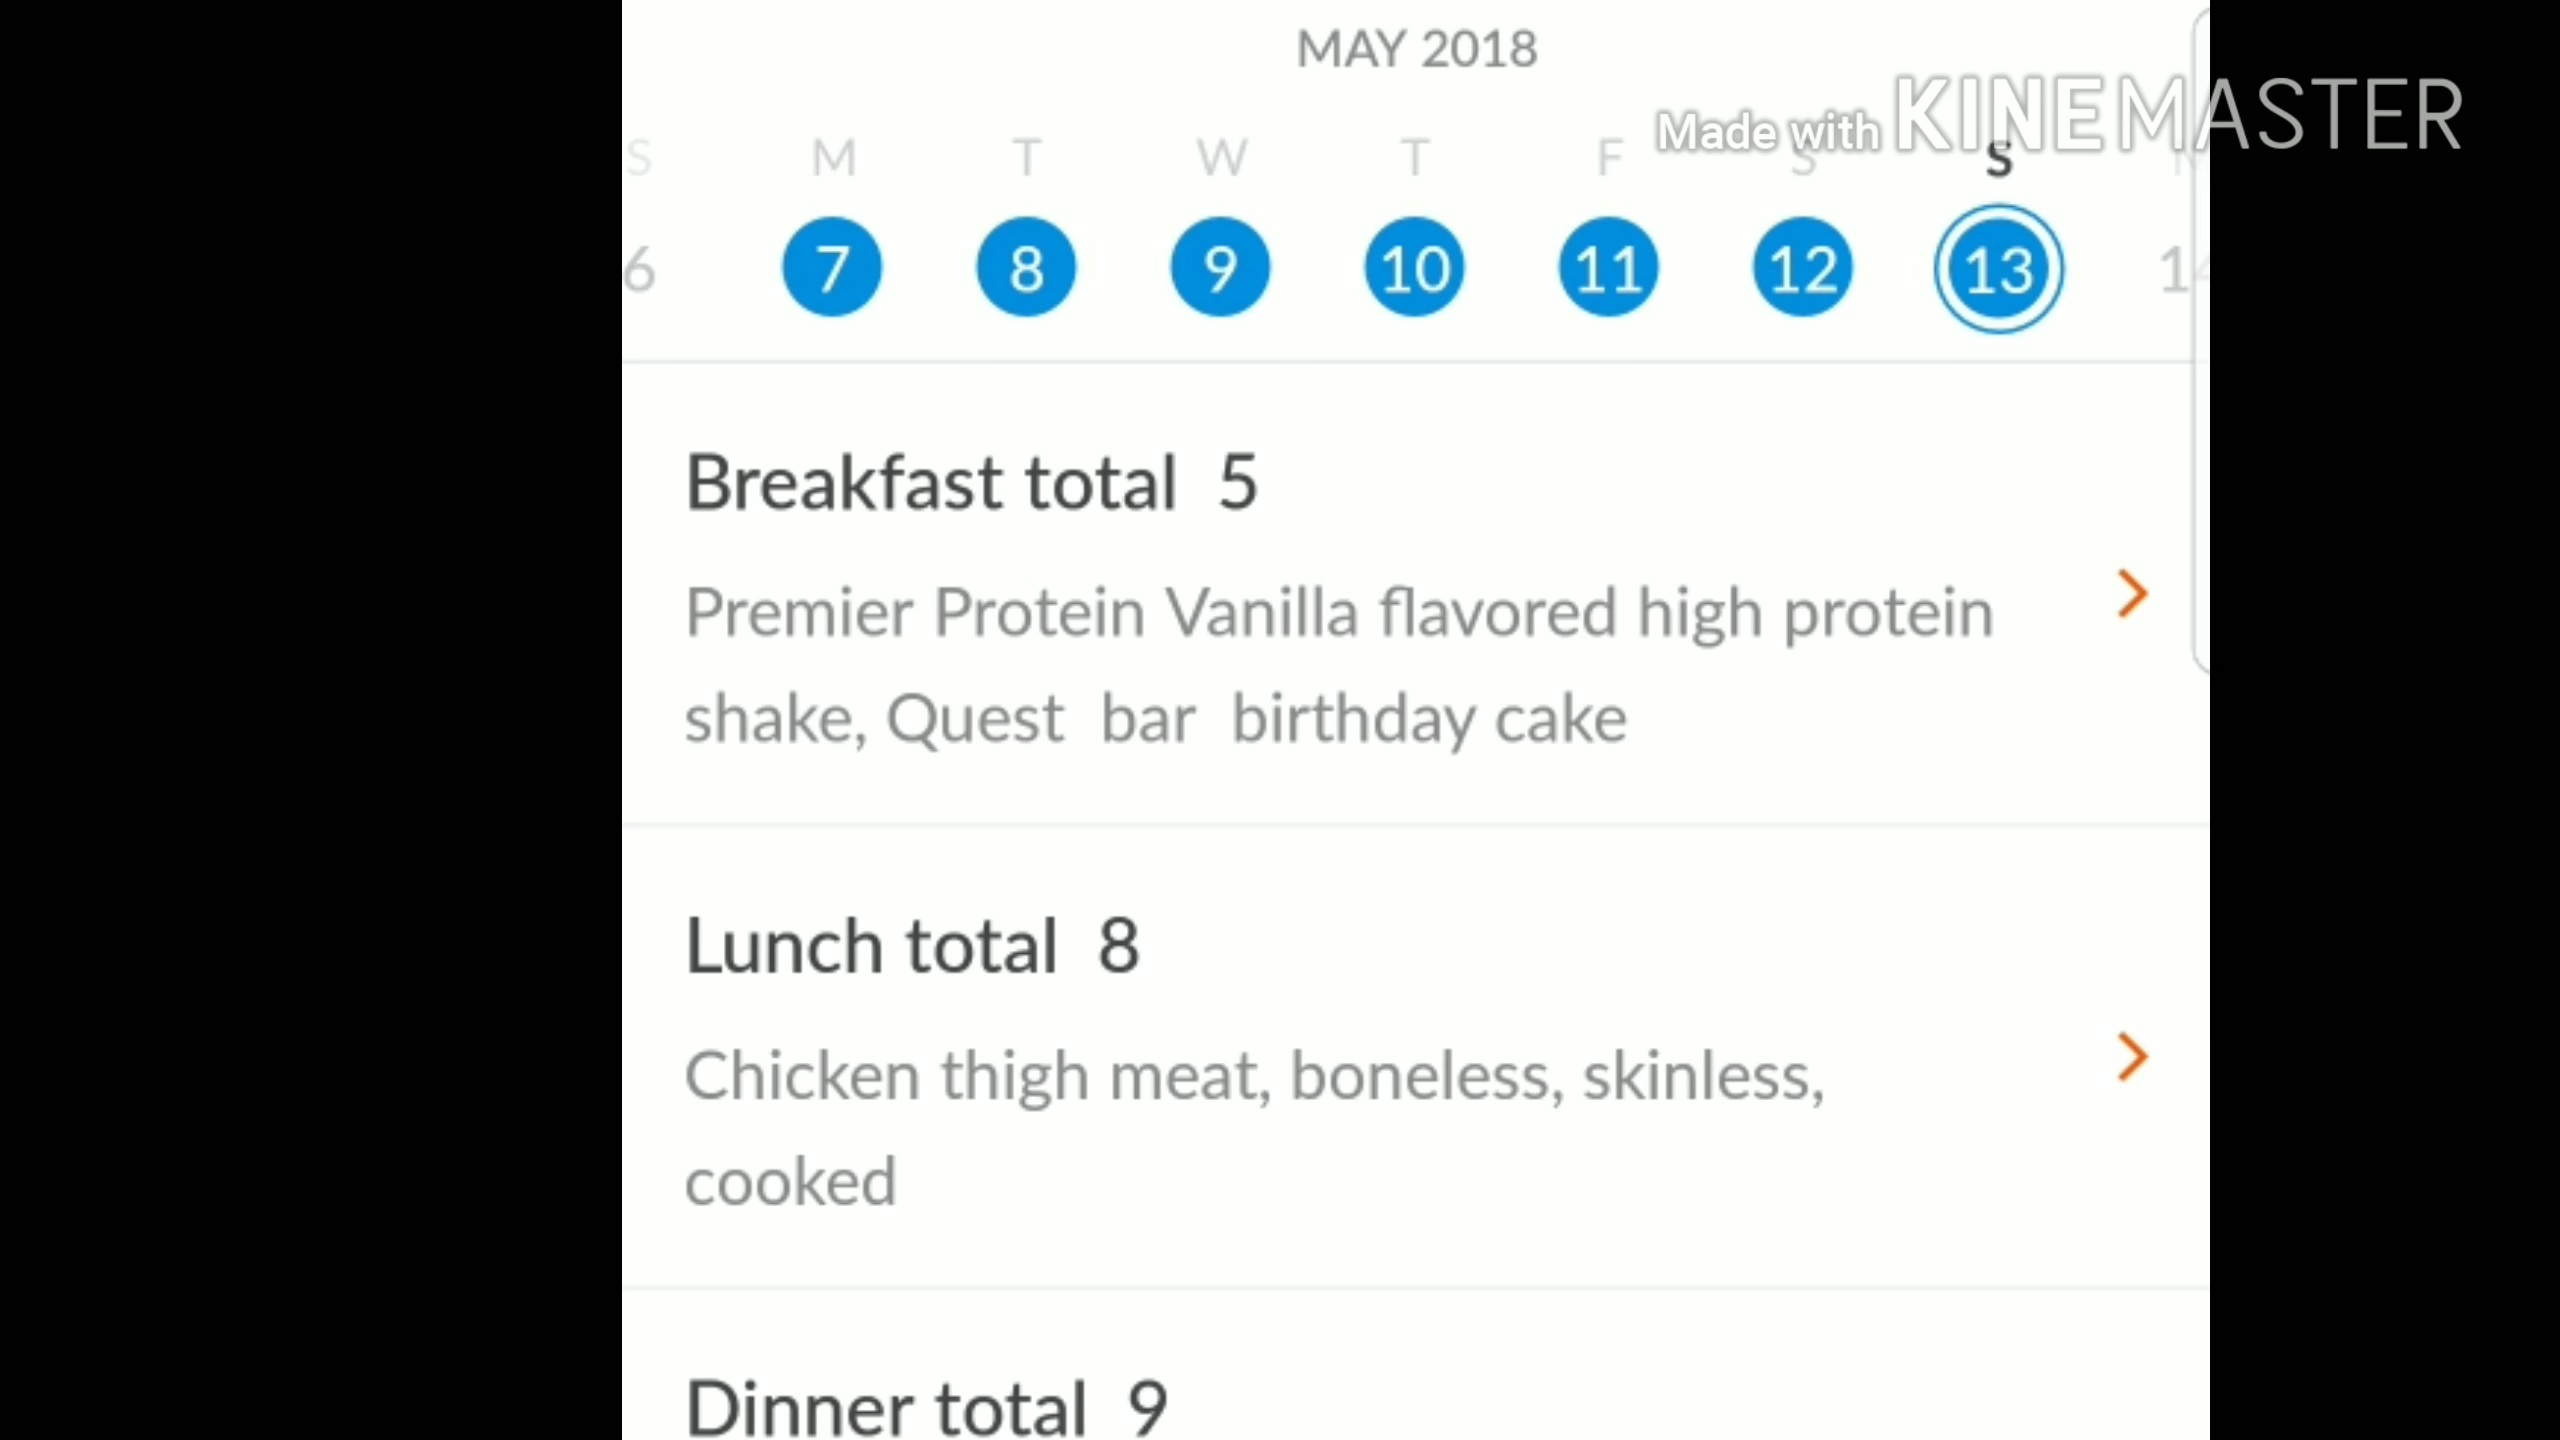 MAY 2018
Made with KINEMASTER
S M T W T F S S
6 7 8 9 10 11 12 13
Breakfast total 5
Premier Protein Vanilla flavored high protein
shake, Quest bar birthday cake
Lunch total 8
Chicken thigh meat, boneless, skinless,
cooked
Dinner total 9